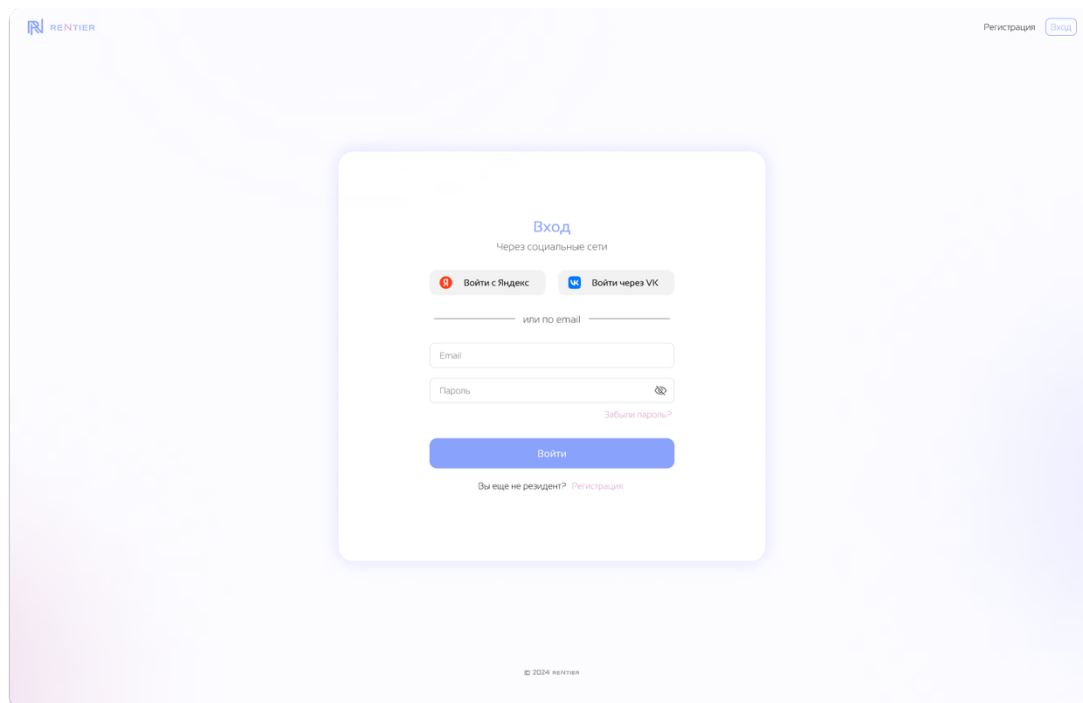 RENTIER
Регистрация Вход
Вход
Через социальные сети
Войти с Яндекс Войти через VK
или по email
Email
Пароль
Забыли пароль?
Войти
Вы еще не резидент? Регистрация
© 2024 RENTIER